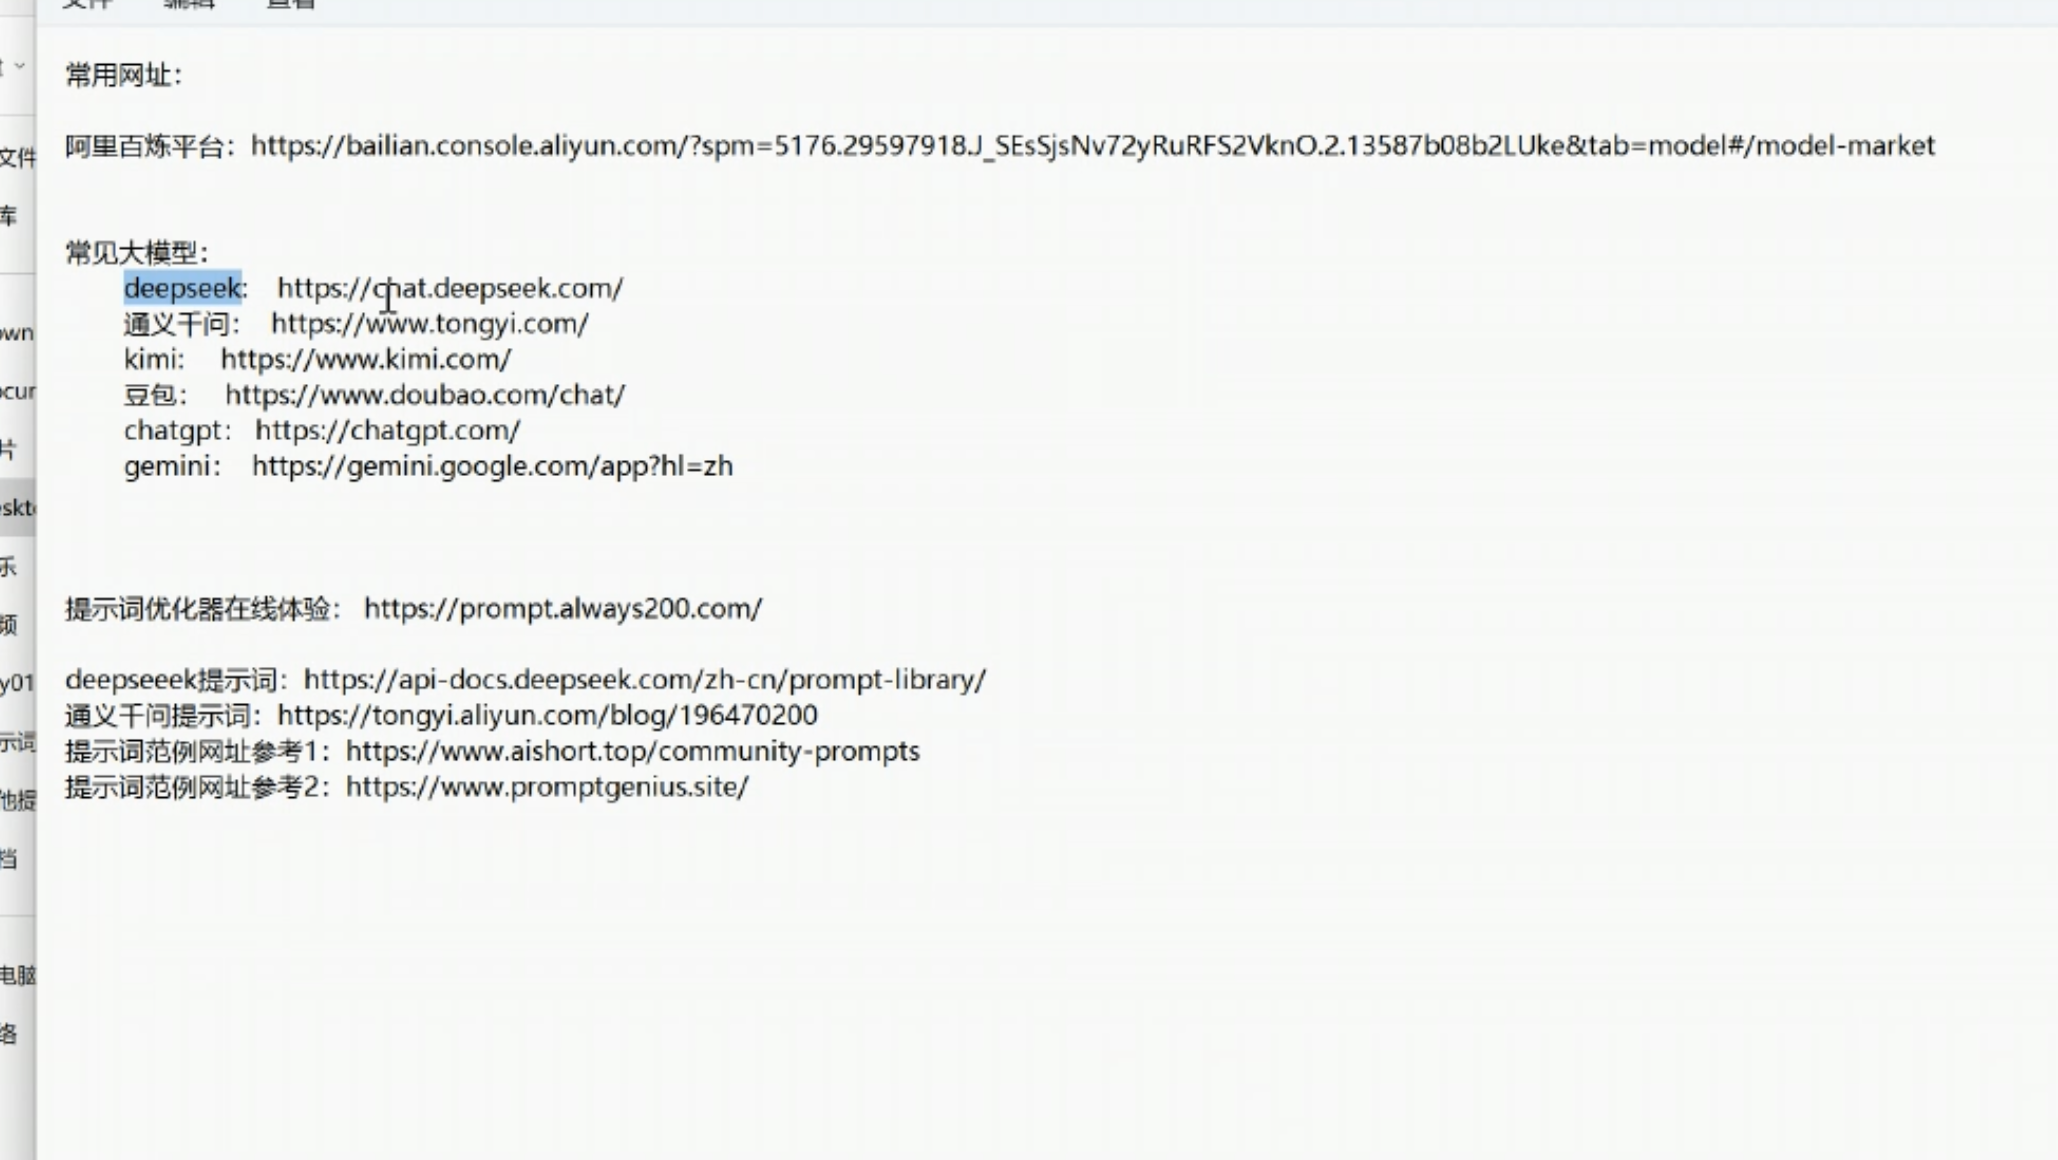 文件 编辑 查看
常用网址：
阿里百炼平台：https://bailian.console.aliyun.com/?spm=5176.29597918.J_SEsSjsNv72yRuRFS2VknO.2.13587b08b2LUke&tab=model#/model-market
常见大模型：
deepseek: https://chat.deepseek.com/
通义千问： https://www.tongyi.com/
kimi: https://www.kimi.com/
豆包： https://www.doubao.com/chat/
chatgpt： https://chatgpt.com/
gemini： https://gemini.google.com/app?hl=zh
提示词优化器在线体验： https://prompt.always200.com/
deepseeek提示词：https://api-docs.deepseek.com/zh-cn/prompt-library/
通义千问提示词：https://tongyi.aliyun.com/blog/196470200
提示词范例网址参考1：https://www.aishort.top/community-prompts
提示词范例网址参考2：https://www.promptgenius.site/
文件
库
片
乐
频
y01
示词
他提
档
电脑
络